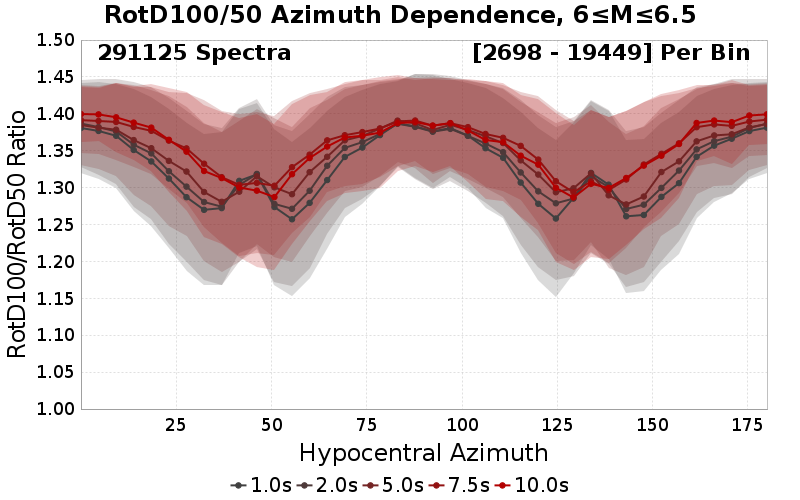 RotD100/50 Azimuth Dependence, 6≤M≤6.5
291125 Spectra
[2698 - 19449] Per Bin
RotD100/RotD50 Ratio
1.50
1.45
1.40
1.35
1.30
1.25
1.20
1.15
1.10
1.05
1.00
25 50 75 100 125 150 175
Hypocentral Azimuth
1.0s 2.0s 5.0s 7.5s 10.0s